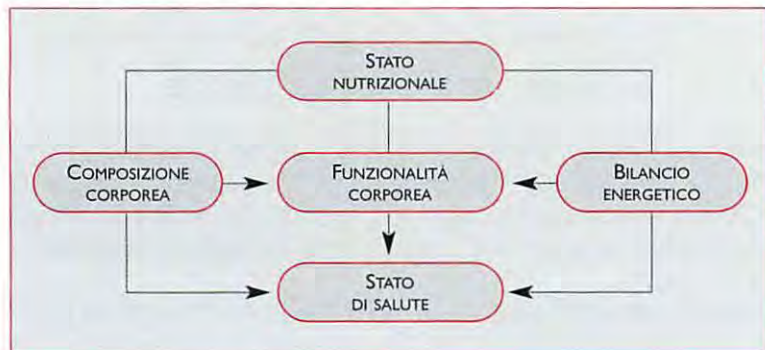 STATO
NUTRIZIONALE
COMPOSIZIONE
CORPOREA
FUNZIONALITÀ
CORPOREA
BILANCIO
ENERGETICO
STATO
DI SALUTE